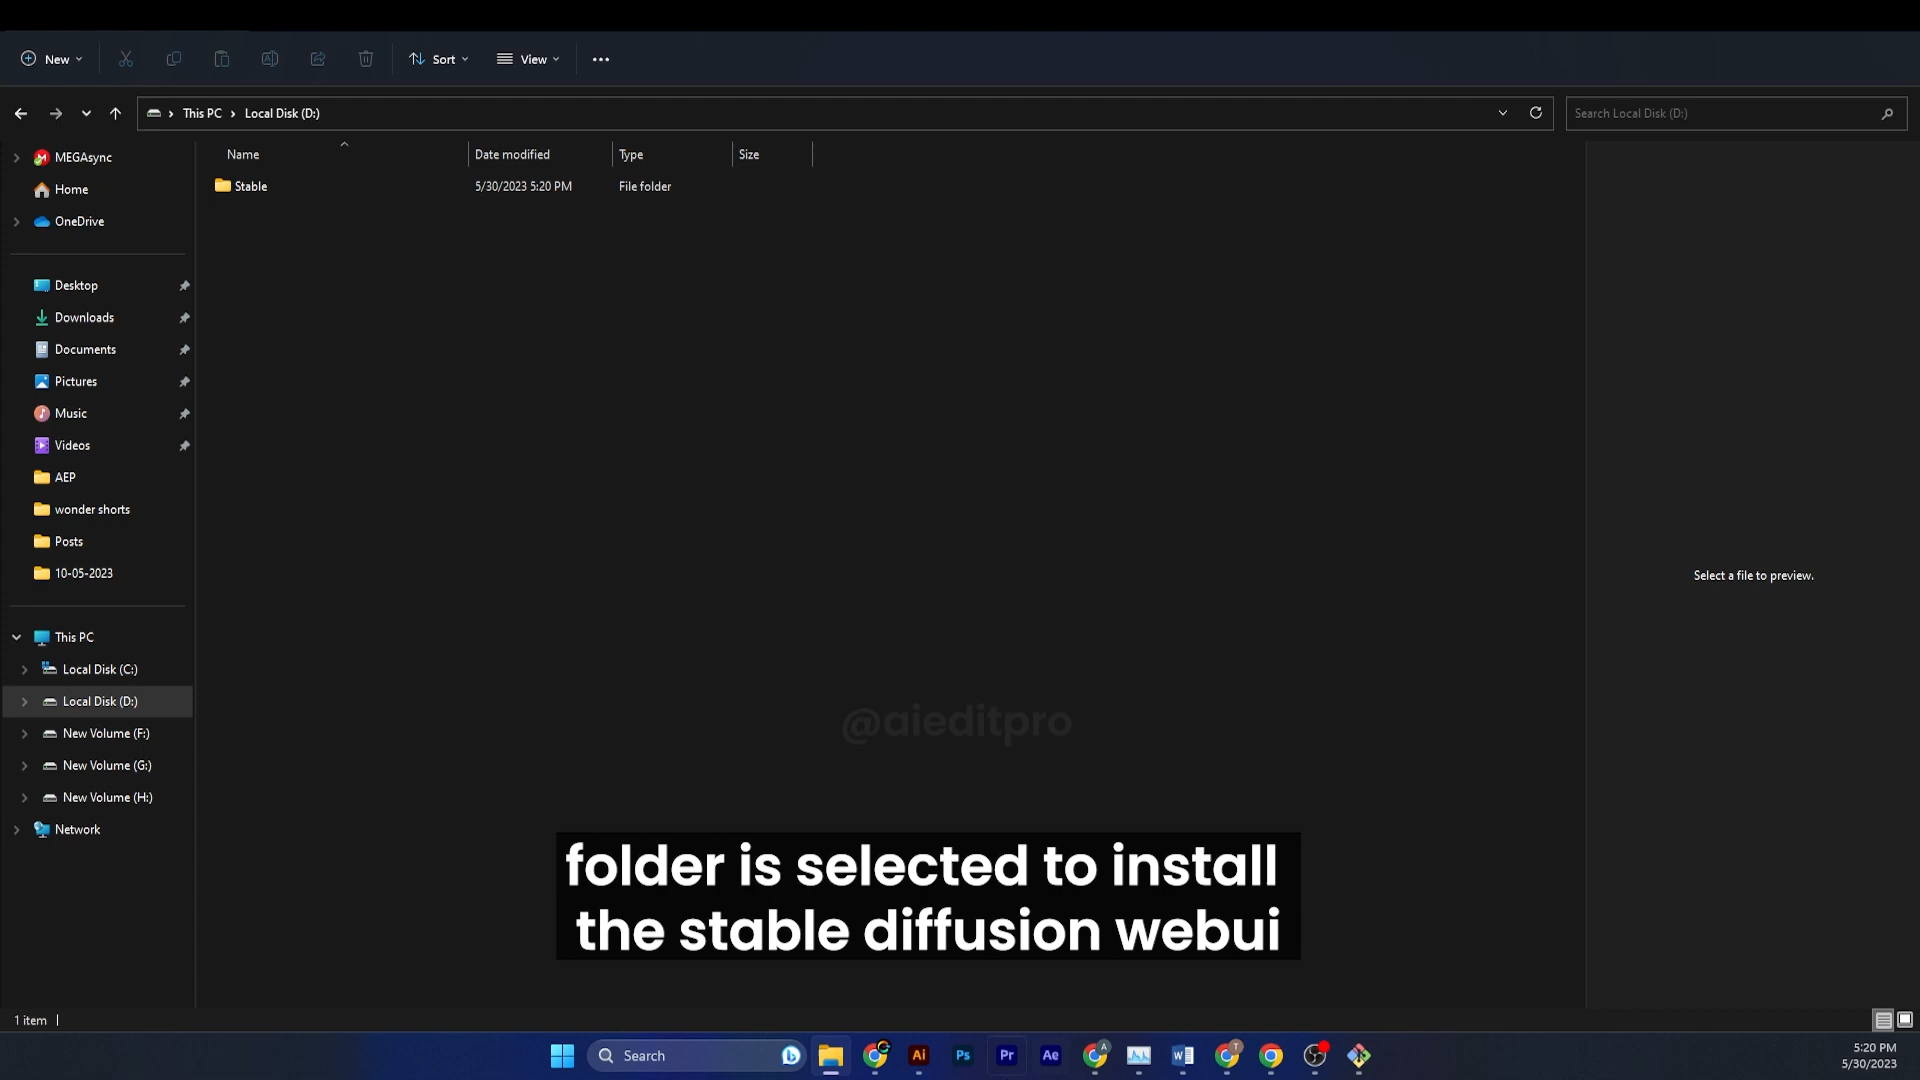 New
Sort
View
This PC
Local Disk (D:)
Search Local Disk (D:)
MEGAsync
Home
OneDrive
Desktop
Downloads
Documents
Pictures
Music
Videos
AEP
wonder shorts
Posts
10-05-2023
This PC
Local Disk (C:)
Local Disk (D:)
New Volume (F:)
New Volume (G:)
New Volume (H:)
Network
Name Date modified Type Size
Stable 5/30/2023 5:20 PM File folder
Select a file to preview.
@aieditpro
folder is selected to install
the stable diffusion webui
1 item
Search
Ai
Ps
Pr
Ae
A
W
T
5:20 PM
5/30/2023